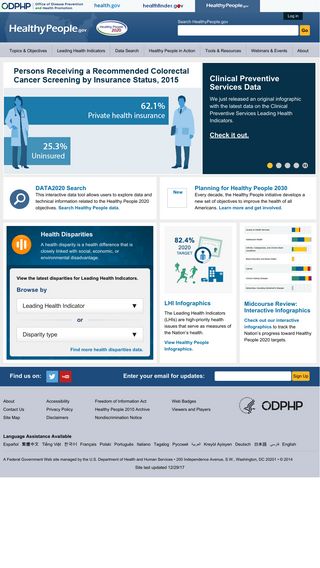 ODPHP Office of Disease Prevention and Health Promotion health.gov healthfinder.gov HealthyPeople.gov
Log in
HealthyPeople.gov Healthy People 2020
Search HealthyPeople.gov
Go
Topics & Objectives Leading Health Indicators Data Search Healthy People in Action Tools & Resources Webinars & Events About
Persons Receiving a Recommended Colorectal
Cancer Screening by Insurance Status, 2015
62.1%
Private health insurance
25.3%
Uninsured
Clinical Preventive
Services Data
We just released an original infographic
with the latest data on the Clinical
Preventive Services Leading Health
Indicators.
Check it out.
DATA2020 Search
This interactive data tool allows users to explore data and
technical information related to the Healthy People 2020
objectives. Search Healthy People data.
New
Planning for Healthy People 2030
Every decade, the Healthy People initiative develops a
new set of objectives to improve the health of all
Americans. Learn more and get involved.
Health Disparities
A health disparity is a health difference that is
closely linked with social, economic, or
environmental disadvantage.
View the latest disparities for Leading Health Indicators.
Browse by
Leading Health Indicator
or
Disparity type
Find more health disparities data.
82.4%
2020
TARGET
LHI Infographics
The Leading Health Indicators
(LHIs) are high-priority health
issues that serve as measures of
the Nation's health.
View Healthy People
Infographics.
Midcourse Review:
Interactive Infographics
Check out our interactive
infographics to track the
Nation's progress toward Healthy
People 2020 targets.
Find us on:
Enter your email for updates:
Sign Up
About Accessibility Freedom of Information Act Web Badges
Contact Us Privacy Policy Healthy People 2010 Archive Viewers and Players
Site Map Disclaimers Nondiscrimination Notice
ODPHP
Language Assistance Available
Español 繁體中文 Tiếng Việt 한국어 Français Polski Português Italiano Tagalog Русский العربية Kreyòl Ayisyen Deutsch 日本語 فارسی English
A Federal Government Web site managed by the U.S. Department of Health and Human Services • 200 Independence Avenue, S.W., Washington, DC 20201 • © 2014
Site last updated 12/29/17